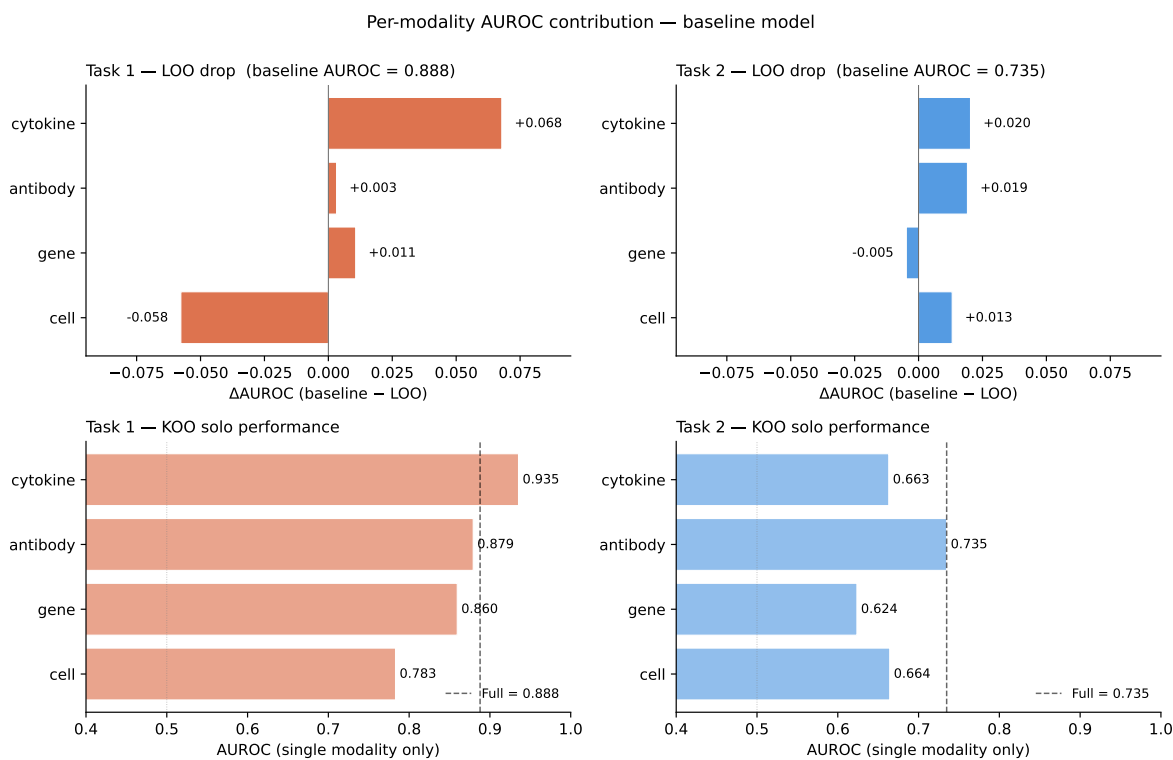 Per-modality AUROC contribution — baseline model
Task 1 — LOO drop  (baseline AUROC = 0.888)
cytokine
+0.068
antibody
+0.003
gene
+0.011
cell
-0.058
−0.075 −0.050 −0.025 0.000 0.025 0.050 0.075
ΔAUROC (baseline − LOO)
Task 2 — LOO drop  (baseline AUROC = 0.735)
cytokine
+0.020
antibody
+0.019
gene
-0.005
cell
+0.013
−0.075 −0.050 −0.025 0.000 0.025 0.050 0.075
ΔAUROC (baseline − LOO)
Task 1 — KOO solo performance
cytokine
0.935
antibody
0.879
gene
0.860
cell
0.783
Full = 0.888
0.4 0.5 0.6 0.7 0.8 0.9 1.0
AUROC (single modality only)
Task 2 — KOO solo performance
cytokine
0.663
antibody
0.735
gene
0.624
cell
0.664
Full = 0.735
0.4 0.5 0.6 0.7 0.8 0.9 1.0
AUROC (single modality only)